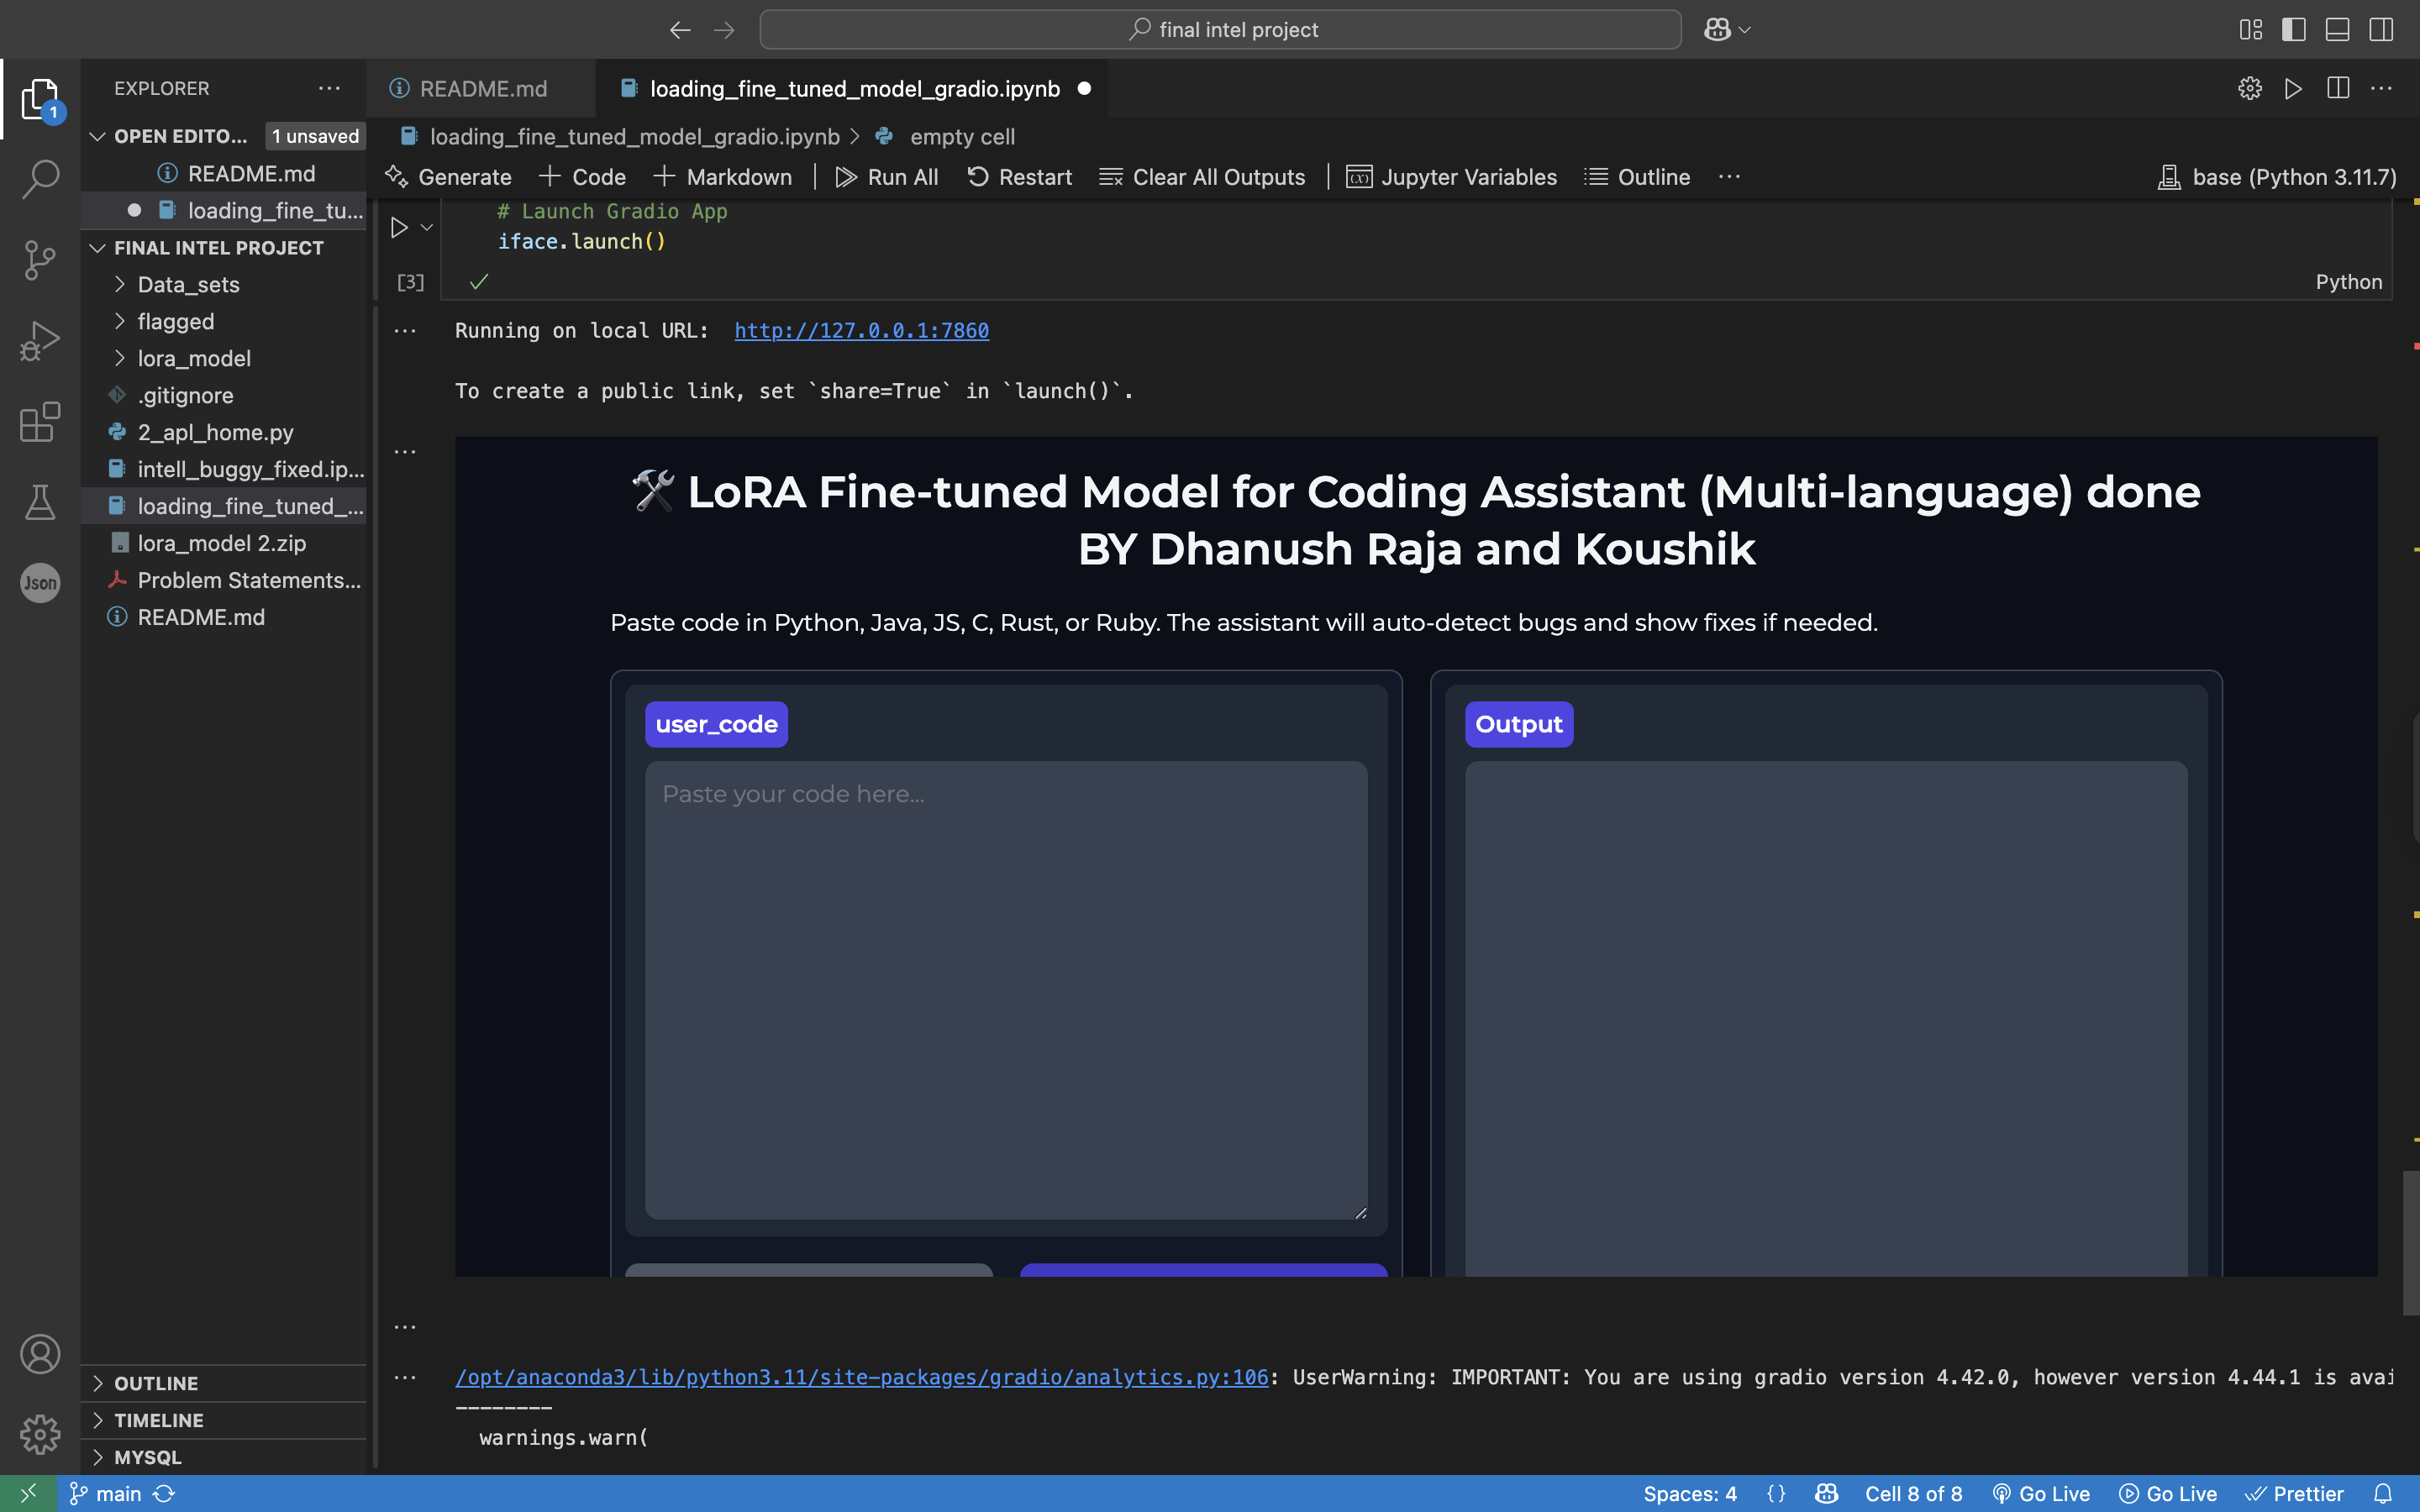 final intel project
EXPLORER
README.md
loading_fine_tuned_model_gradio.ipynb
1
OPEN EDITO...
1 unsaved
README.md
loading_fine_tu...
FINAL INTEL PROJECT
Data_sets
flagged
lora_model
.gitignore
2_apl_home.py
intell_buggy_fixed.ip...
loading_fine_tuned_...
lora_model 2.zip
Problem Statements...
README.md
Json
OUTLINE
TIMELINE
MYSQL
loading_fine_tuned_model_gradio.ipynb > empty cell
Generate + Code + Markdown | Run All Restart Clear All Outputs | Jupyter Variables Outline ...
base (Python 3.11.7)
# Launch Gradio App
iface.launch()
[3]
Python
Running on local URL: http://127.0.0.1:7860
To create a public link, set `share=True` in `launch()`.
🛠️ LoRA Fine-tuned Model for Coding Assistant (Multi-language) done
BY Dhanush Raja and Koushik
Paste code in Python, Java, JS, C, Rust, or Ruby. The assistant will auto-detect bugs and show fixes if needed.
user_code
Paste your code here...
Output
/opt/anaconda3/lib/python3.11/site-packages/gradio/analytics.py:106: UserWarning: IMPORTANT: You are using gradio version 4.42.0, however version 4.44.1 is avai
--------
warnings.warn(
main
Spaces: 4
{}
Cell 8 of 8
Go Live
Go Live
Prettier